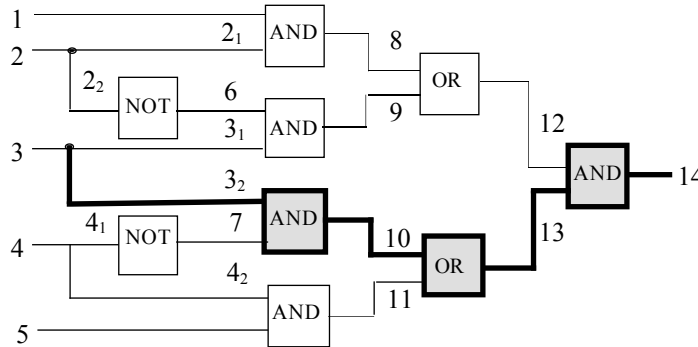 1
AND
2₁
8
2
OR
2₂
6
NOT
AND
9
3₁
12
3
AND
14
3₂
4₁
7
AND
10
13
4
NOT
OR
4₂
11
AND
5